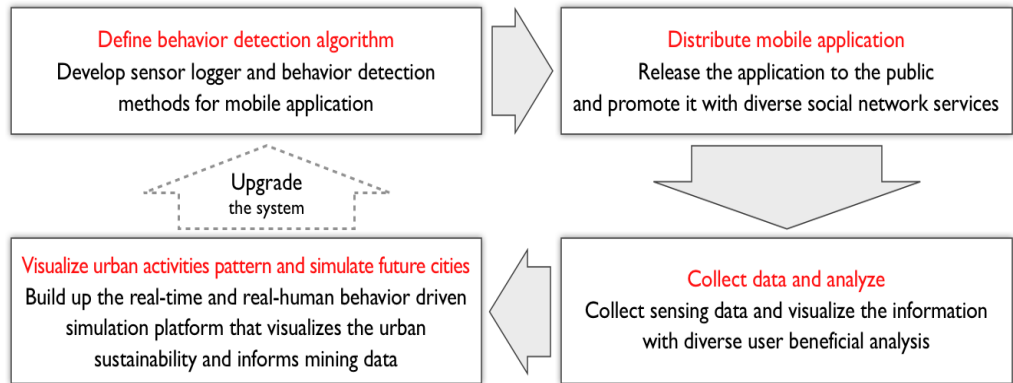 Define behavior detection algorithm
Develop sensor logger and behavior detection
methods for mobile application
Distribute mobile application
Release the application to the public
and promote it with diverse social network services
Upgrade
the system
Visualize urban activities pattern and simulate future cities
Build up the real-time and real-human behavior driven
simulation platform that visualizes the urban
sustainability and informs mining data
Collect data and analyze
Collect sensing data and visualize the information
with diverse user beneficial analysis